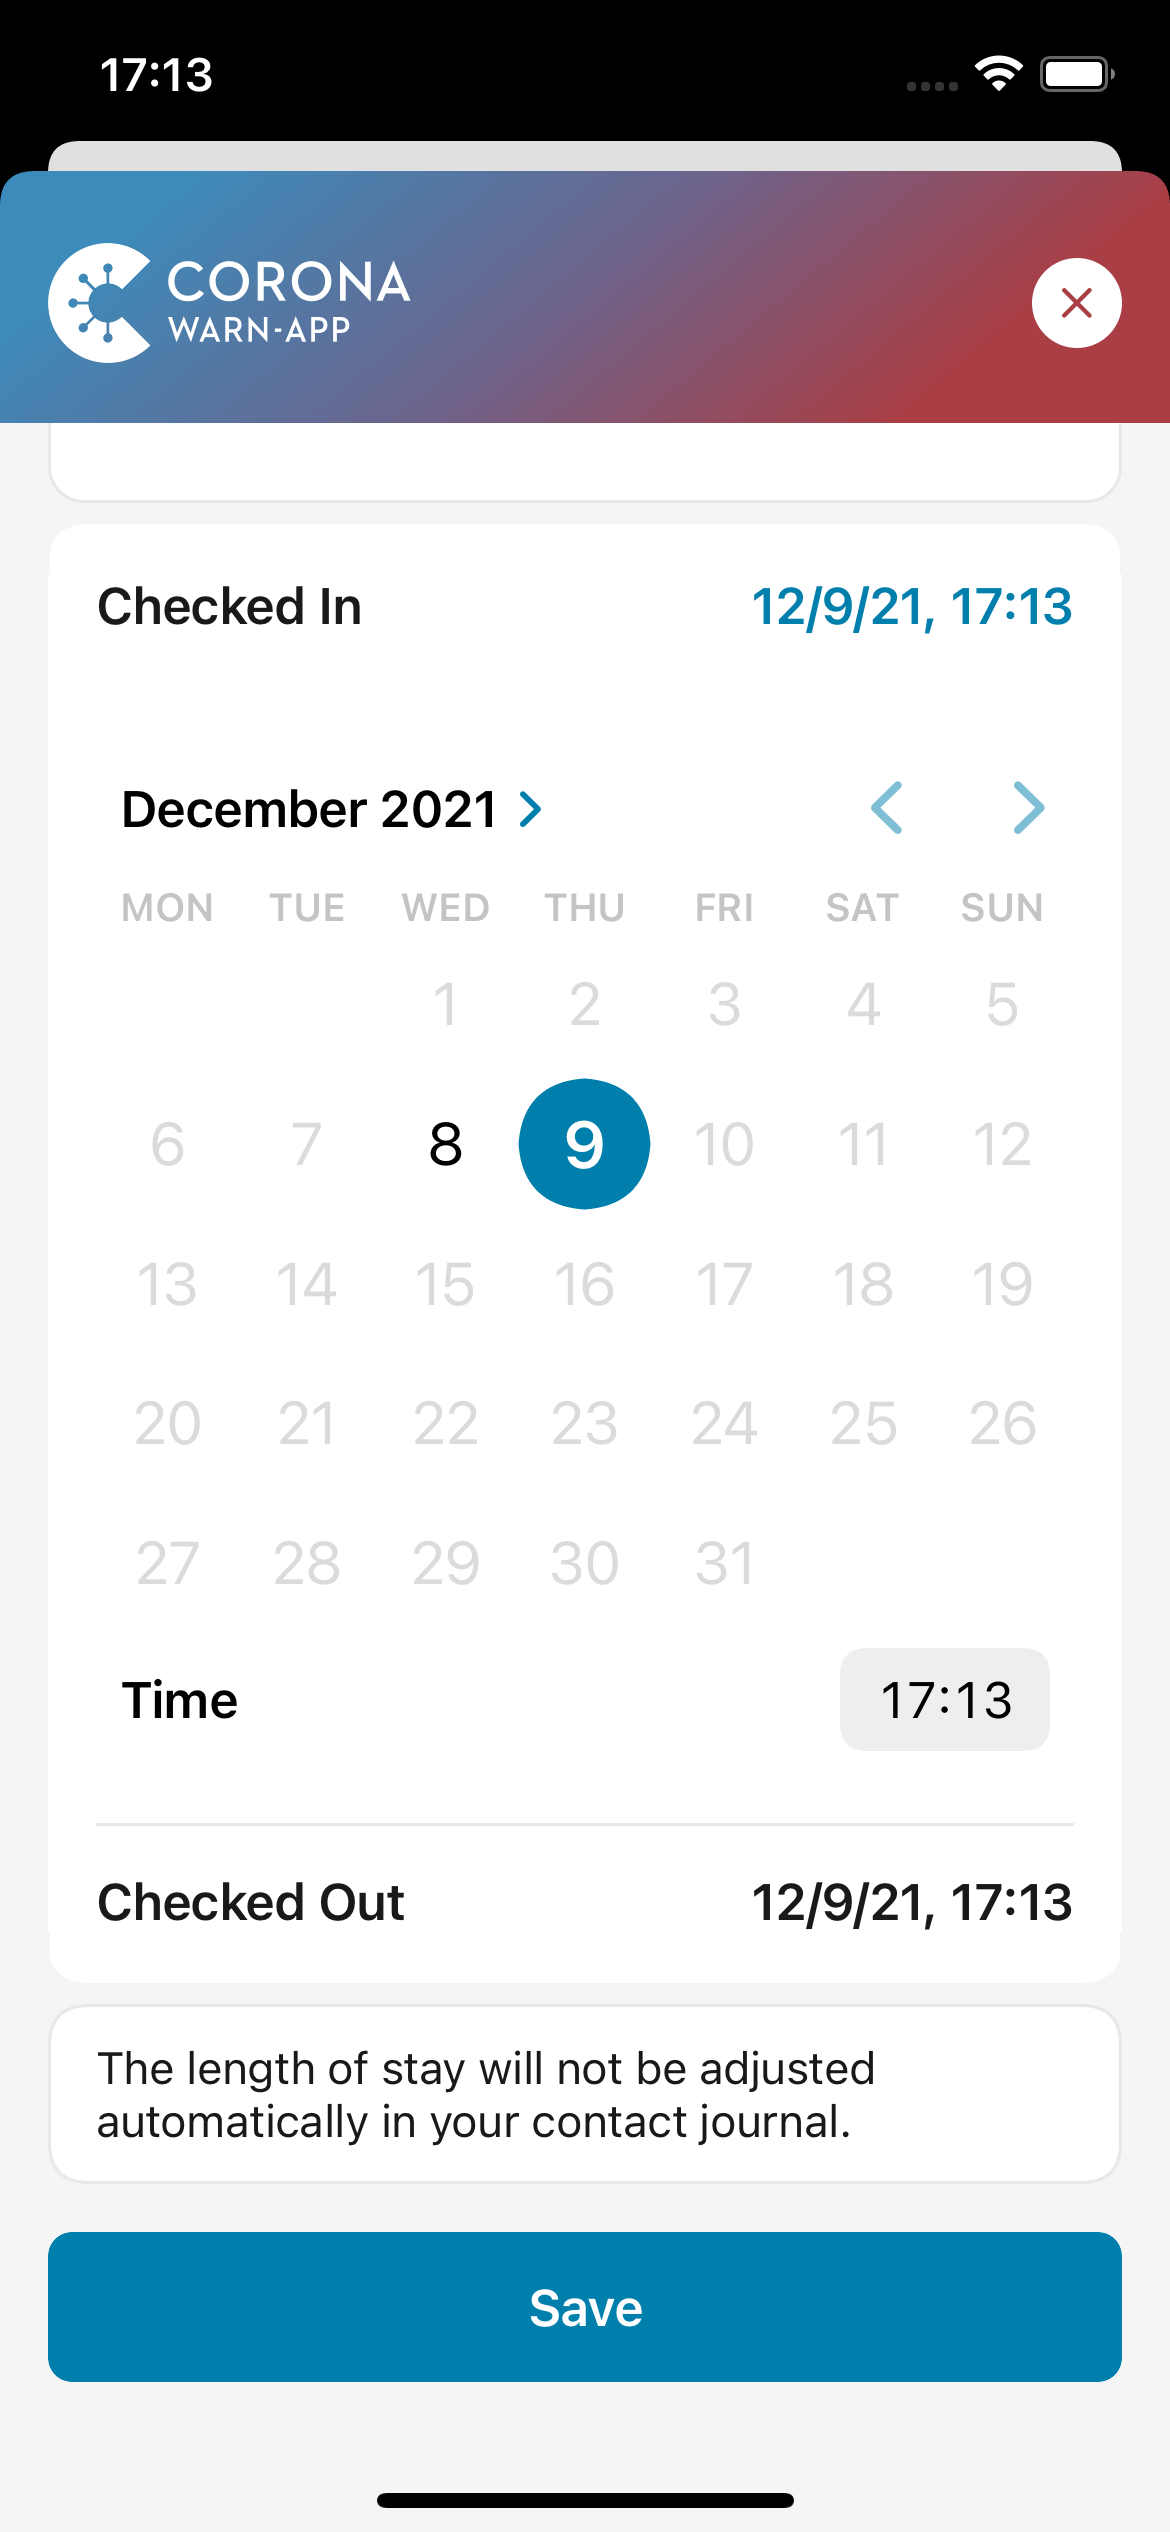 17:13
CORONA
WARN-APP
Checked In 12/9/21, 17:13
December 2021
MON TUE WED THU FRI SAT SUN
1 2 3 4 5
6 7 8 9 10 11 12
13 14 15 16 17 18 19
20 21 22 23 24 25 26
27 28 29 30 31
Time 17:13
Checked Out 12/9/21, 17:13
The length of stay will not be adjusted
automatically in your contact journal.
Save